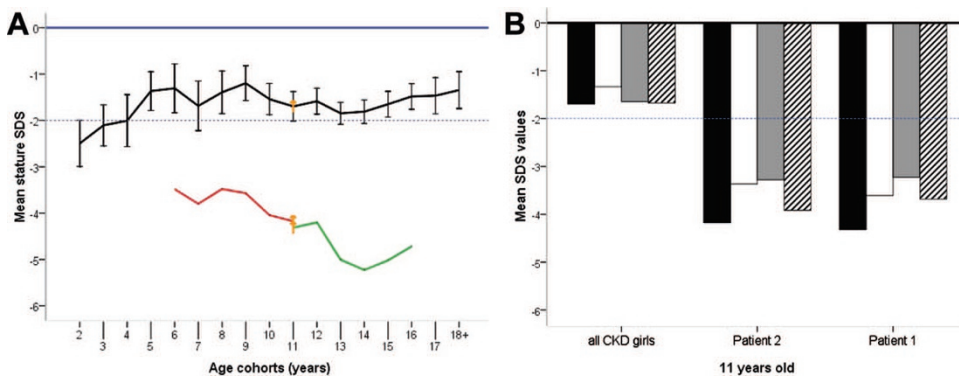 A
0
-1
-2
-3
-4
-5
-6
Mean stature SDS
2 4 6 8 10 12 14 16 18+
3 5 7 9 11 13 15 17
Age cohorts (years)
B
0
-1
-2
-3
-4
-5
-6
Mean SDS values
all CKD girls Patient 2 Patient 1
11 years old